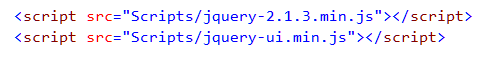 <script src="Scripts/jquery-2.1.3.min.js"></script>
<script src="Scripts/jquery-ui.min.js"></script>